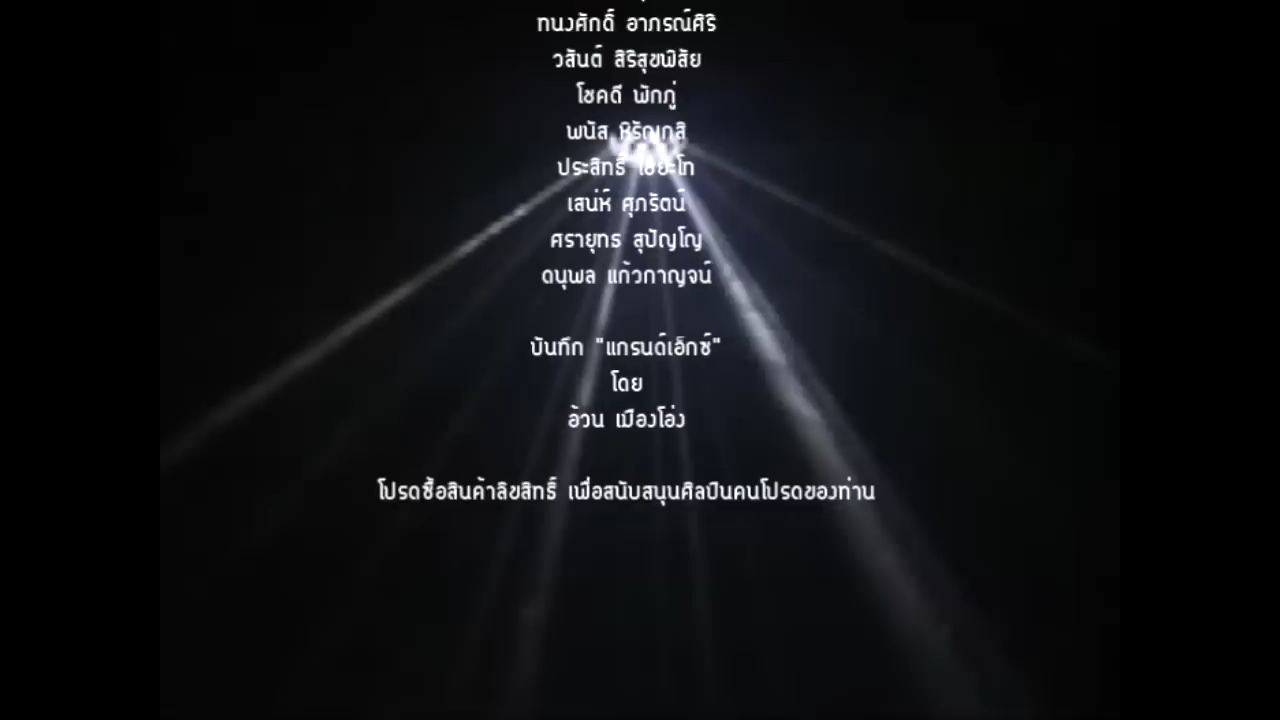 ทนงศักดิ์ อาภรณ์ศิริ
วสันต์ สิริสุขพิสัย
โชคดี พักภู่
พนัส หิรัญกสิ
ประสิทธิ์ ไชยะโท
เสน่ห์ ศุภรัตน์
ศรายุทธ สุปัญโญ
ดนุพล แก้วกาญจน์
บันทึก "แกรนด์เอ็กซ์"
โดย
อ้วน เมืองโอ่ง
โปรดซื้อสินค้าลิขสิทธิ์ เพื่อสนับสนุนศิลปินคนโปรดของท่าน